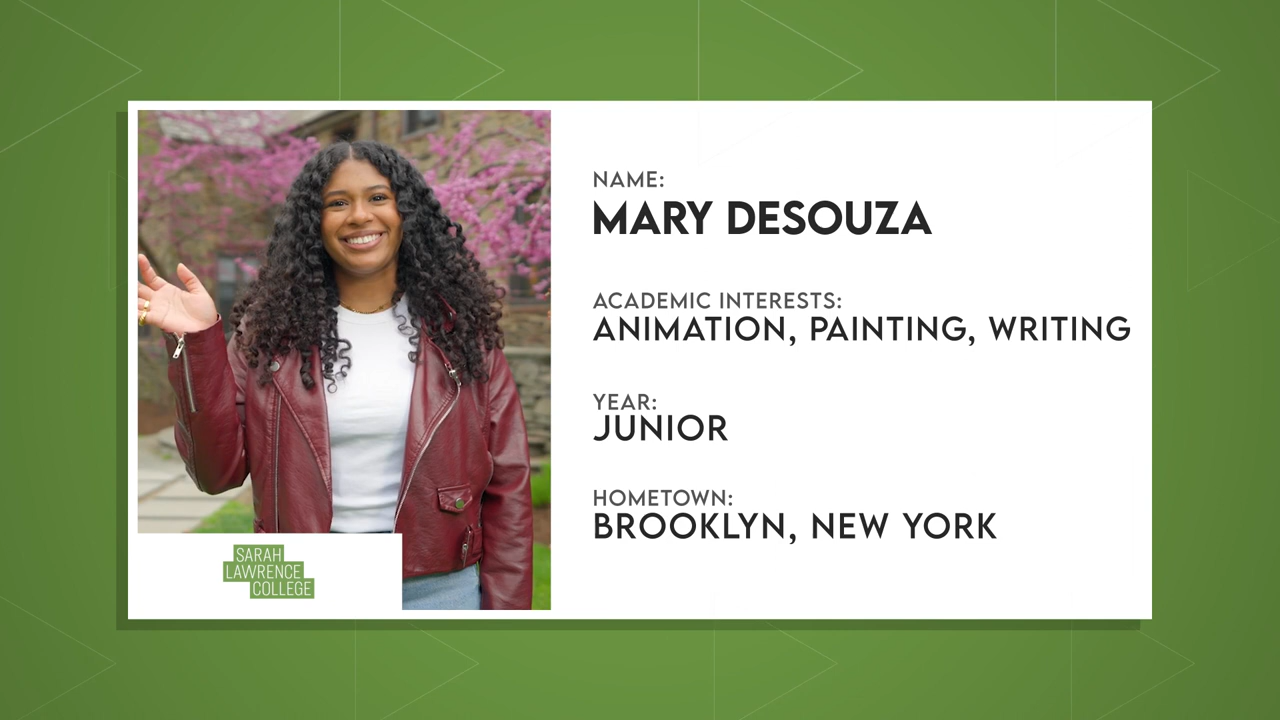 NAME:
MARY DESOUZA
ACADEMIC INTERESTS:
ANIMATION, PAINTING, WRITING
YEAR:
JUNIOR
HOMETOWN:
BROOKLYN, NEW YORK
SARAH
LAWRENCE
COLLEGE